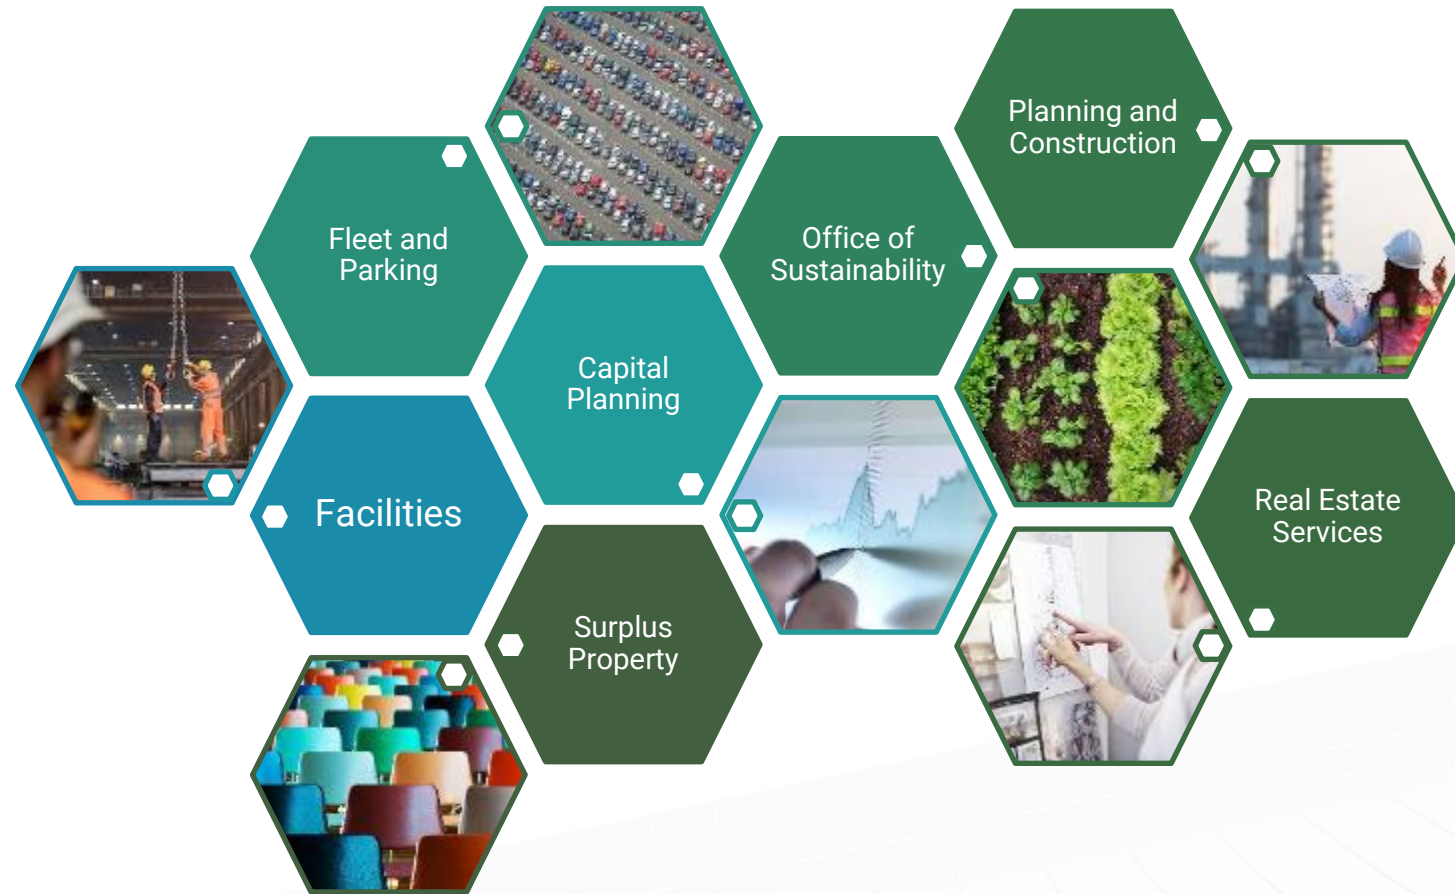 Planning and
Construction
Fleet and
Parking
Office of
Sustainability
Capital
Planning
Facilities
Real Estate
Services
Surplus
Property